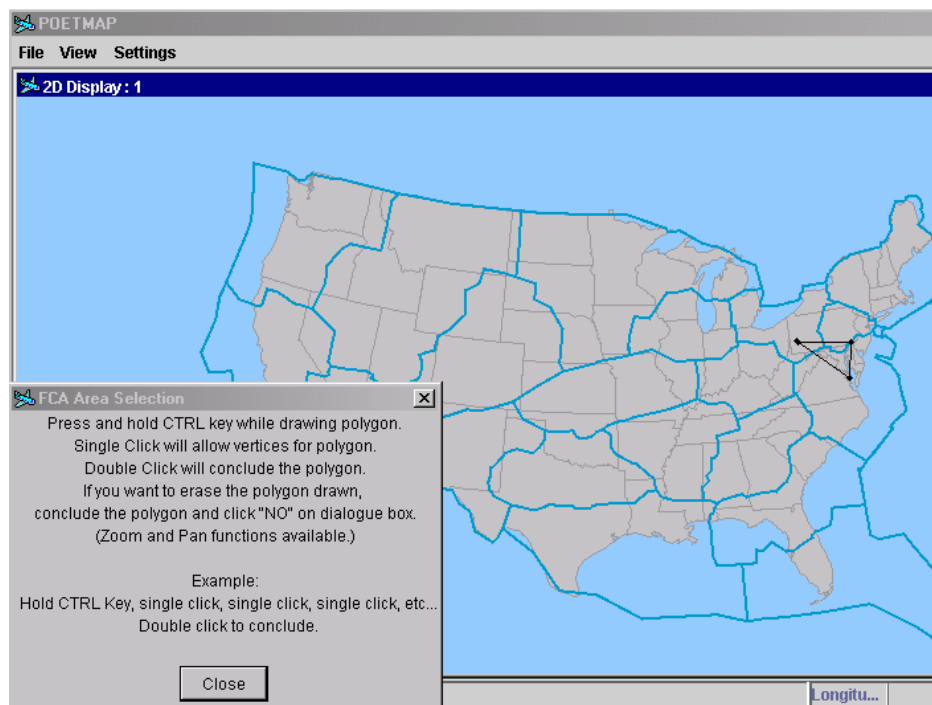 POETMAP
File View Settings
2D Display : 1
FCA Area Selection
Press and hold CTRL key while drawing polygon.
Single Click will allow vertices for polygon.
Double Click will conclude the polygon.
If you want to erase the polygon drawn,
conclude the polygon and click "NO" on dialogue box.
(Zoom and Pan functions available.)
Example:
Hold CTRL Key, single click, single click, single click, etc...
Double click to conclude.
Close
Longitu...